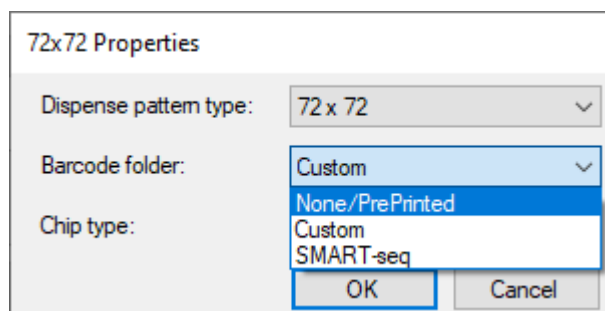 72x72 Properties
Dispense pattern type: 72 x 72
Barcode folder: Custom
None/PrePrinted
Chip type: Custom
SMART-seq
OK Cancel